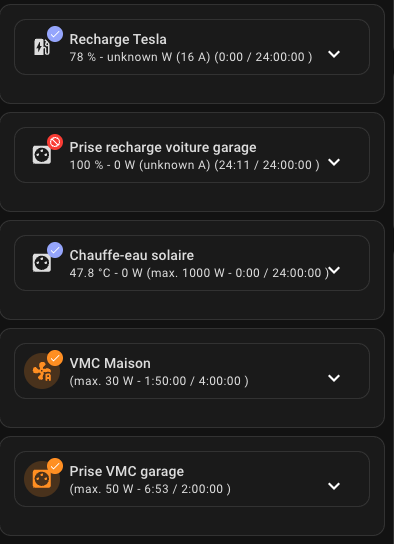 Recharge Tesla
78 % - unknown W (16 A) (0:00 / 24:00:00 )
Prise recharge voiture garage
100 % - 0 W (unknown A) (24:11 / 24:00:00 )
Chauffe-eau solaire
47.8 °C - 0 W (max. 1000 W - 0:00 / 24:00:00 )
VMC Maison
(max. 30 W - 1:50:00 / 4:00:00 )
Prise VMC garage
(max. 50 W - 6:53 / 2:00:00 )